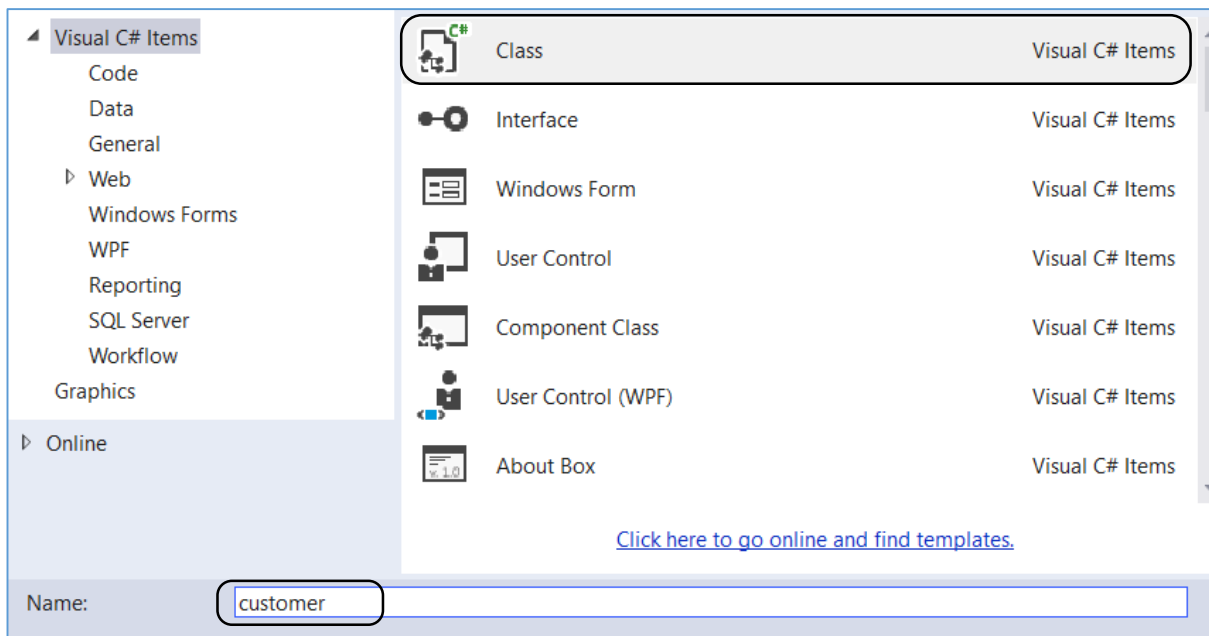 Visual C# Items
Code
Data
General
Web
Windows Forms
WPF
Reporting
SQL Server
Workflow
Graphics
Online
C#
Class Visual C# Items
Interface Visual C# Items
Windows Form Visual C# Items
User Control Visual C# Items
Component Class Visual C# Items
User Control (WPF) Visual C# Items
v. 1.0
About Box Visual C# Items
Click here to go online and find templates.
Name: customer